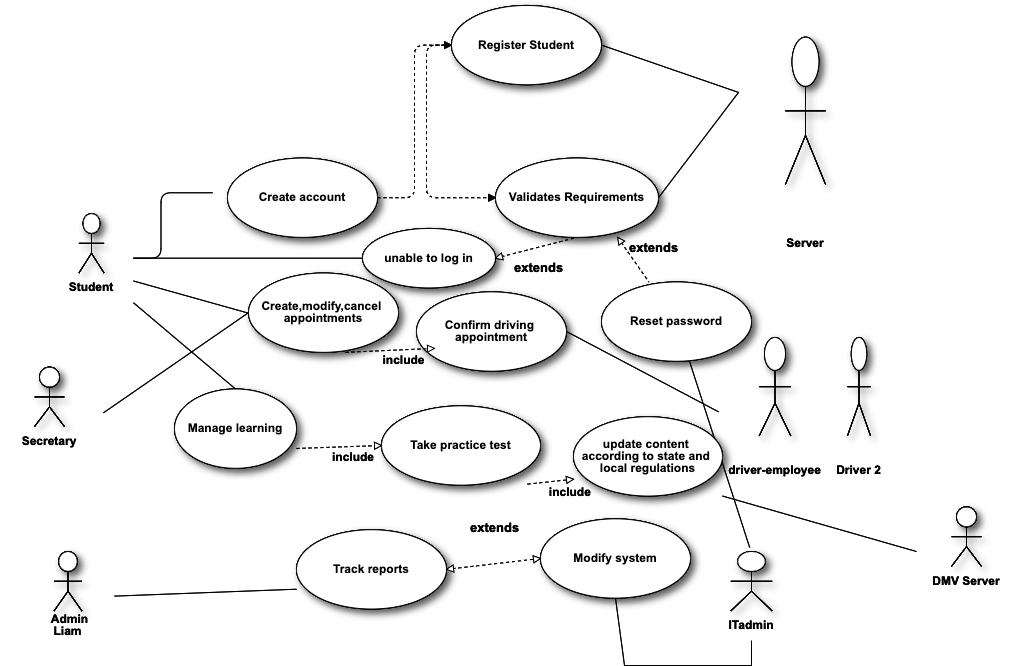 Register Student
Create account
Validates Requirements
Server
extends
unable to log in
extends
Student
Create,modify,cancel
appointments
Confirm driving
appointment
Reset password
include
Secretary
Manage learning
Take practice test
update content
according to state and
local regulations
include
driver-employee
Driver 2
include
extends
Track reports
Modify system
DMV Server
Admin
Liam
ITadmin